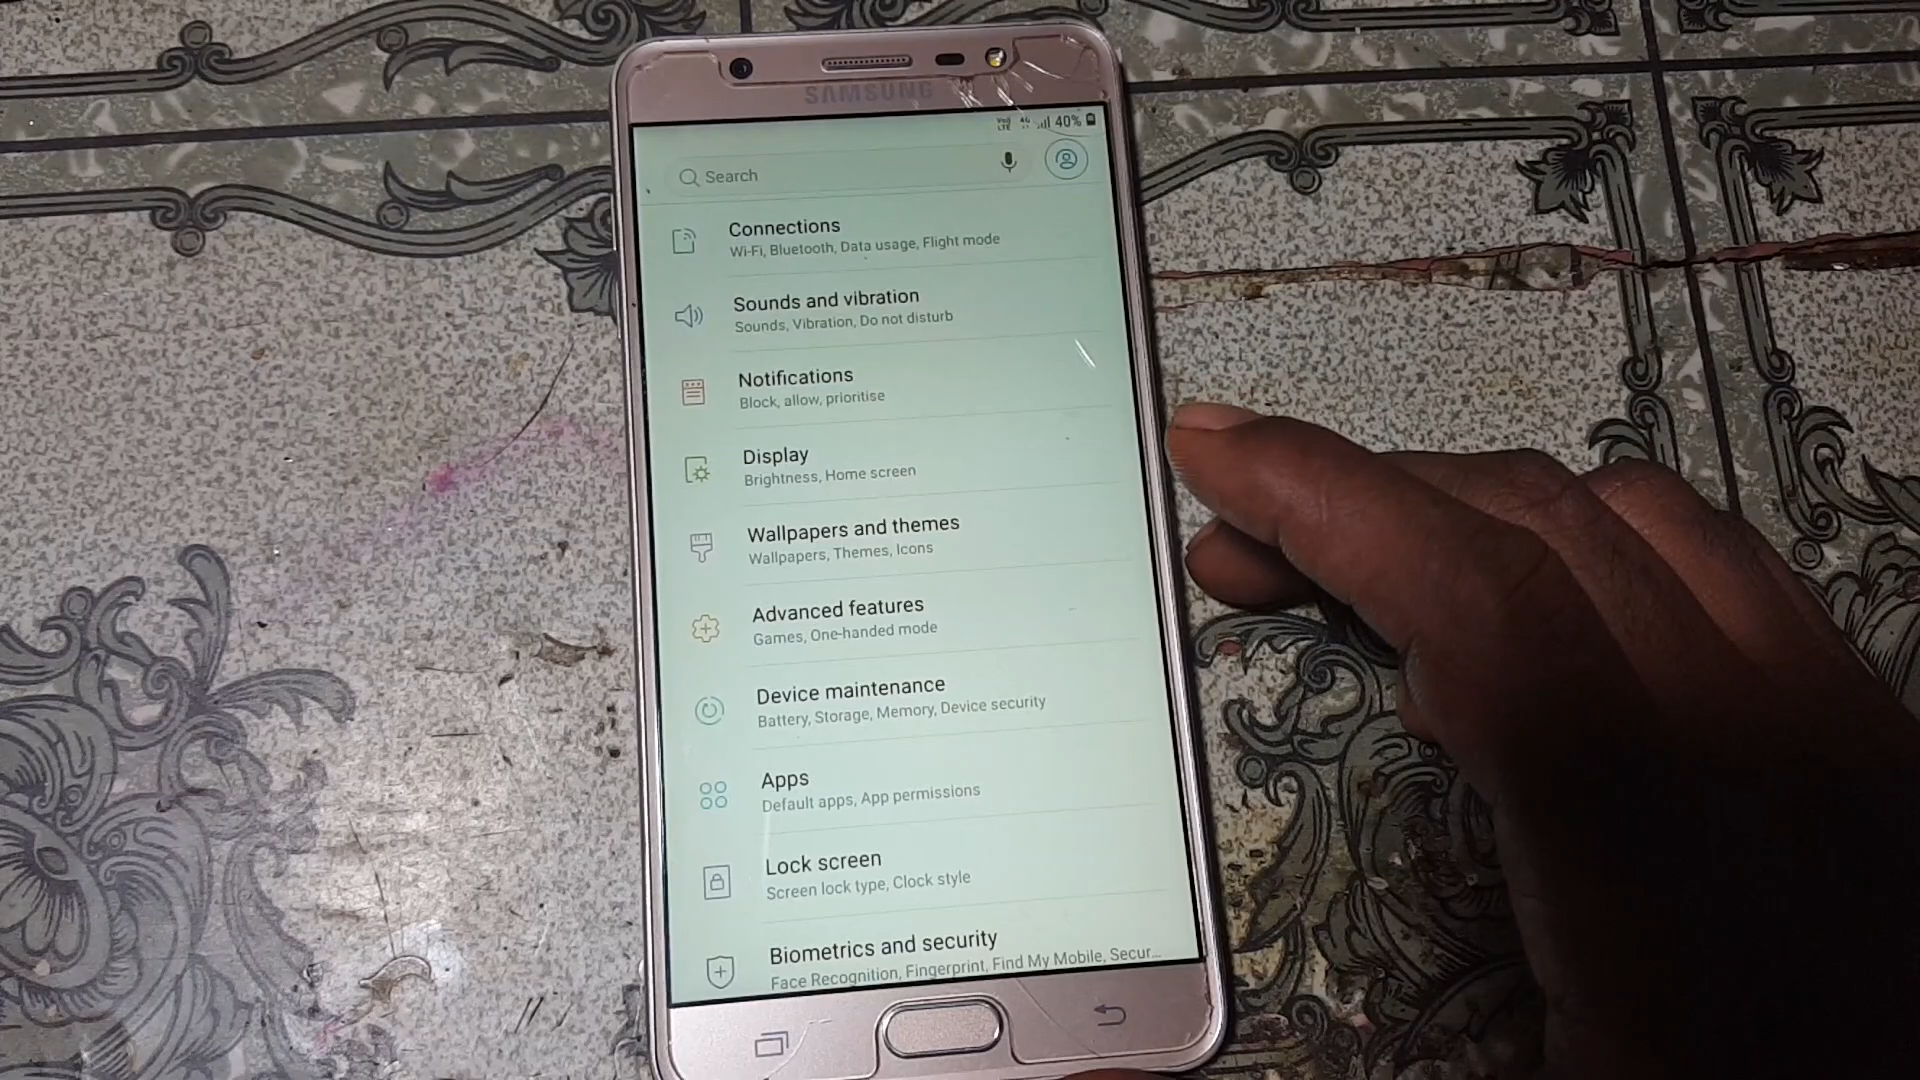 SAMSUNG
VoLTE 4G 40%
Search
Connections
Wi-Fi, Bluetooth, Data usage, Flight mode
Sounds and vibration
Sounds, Vibration, Do not disturb
Notifications
Block, allow, prioritise
Display
Brightness, Home screen
Wallpapers and themes
Wallpapers, Themes, Icons
Advanced features
Games, One-handed mode
Device maintenance
Battery, Storage, Memory, Device security
Apps
Default apps, App permissions
Lock screen
Screen lock type, Clock style
Biometrics and security
Face Recognition, Fingerprint, Find My Mobile, Secur...